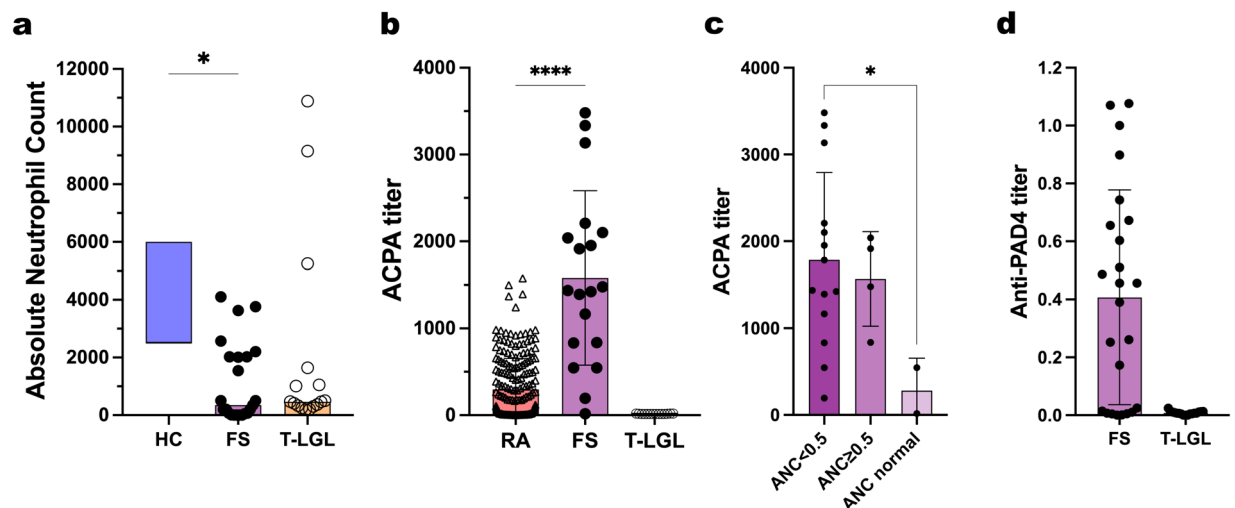 a
*
Absolute Neutrophil Count
12000
10000
8000
6000
4000
2000
0
HC
FS
T-LGL
b
****
ACPA titer
4000
3000
2000
1000
0
RA
FS
T-LGL
c
*
ACPA titer
4000
3000
2000
1000
0
ANC<0.5
ANC≥0.5
ANC normal
d
Anti-PAD4 titer
1.2
1.0
0.8
0.6
0.4
0.2
0.0
FS
T-LGL